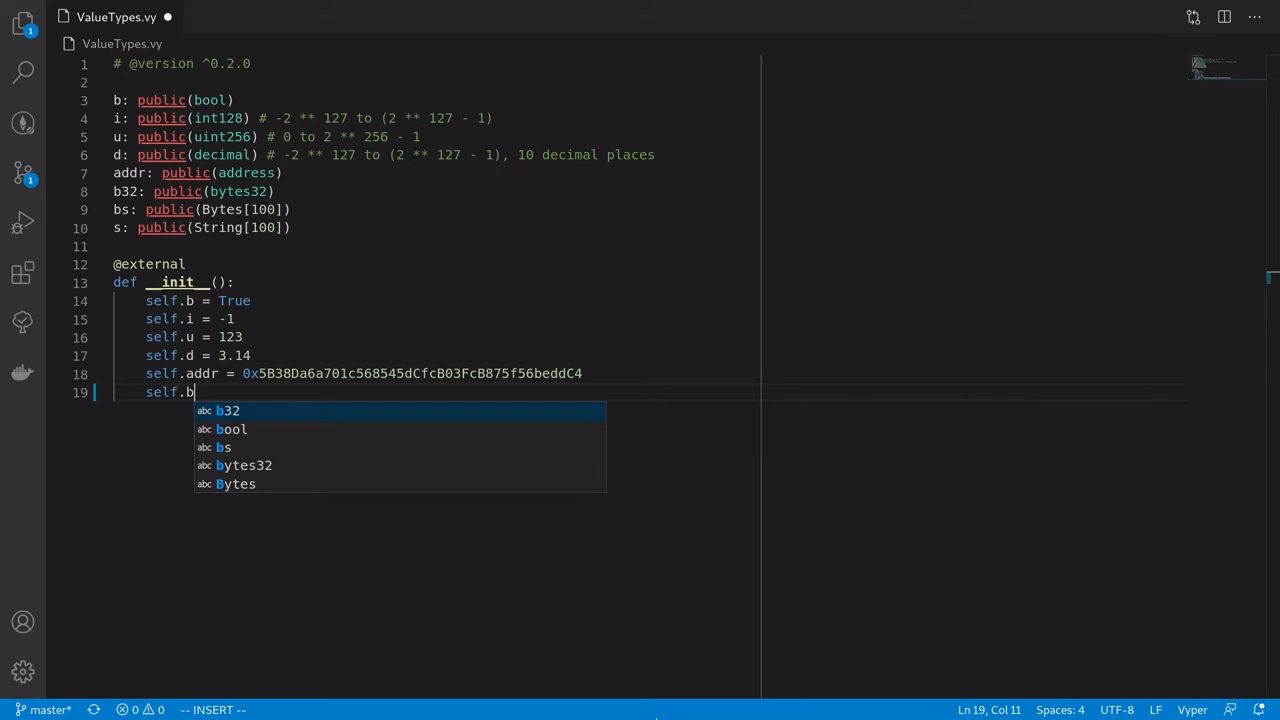 ValueTypes.vy
ValueTypes.vy
1 # @version ^0.2.0
2
3 b: public(bool)
4 i: public(int128) # -2 ** 127 to (2 ** 127 - 1)
5 u: public(uint256) # 0 to 2 ** 256 - 1
6 d: public(decimal) # -2 ** 127 to (2 ** 127 - 1), 10 decimal places
7 addr: public(address)
8 b32: public(bytes32)
9 bs: public(Bytes[100])
10 s: public(String[100])
11
12 @external
13 def __init__():
14 self.b = True
15 self.i = -1
16 self.u = 123
17 self.d = 3.14
18 self.addr = 0x5B38Da6a701c568545dCfcB03FcB875f56beddC4
19 self.b
abc b32
abc bool
abc bs
abc bytes32
abc Bytes
1
1
master* 0 0 -- INSERT -- Ln 19, Col 11 Spaces: 4 UTF-8 LF Vyper